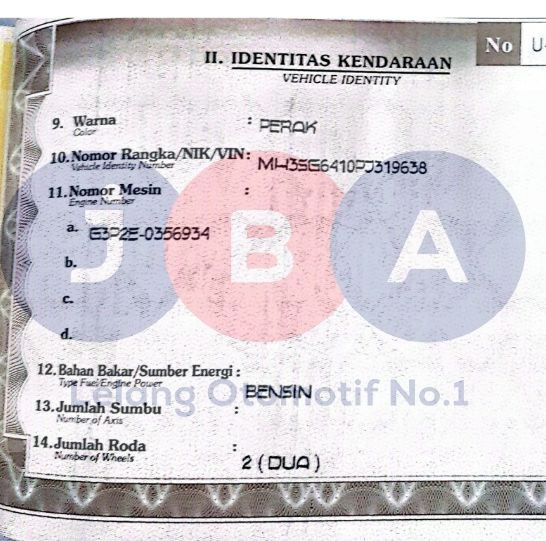 No U
II. IDENTITAS KENDARAAN
VEHICLE IDENTITY
9. Warna : PERAK
Color
10. Nomor Rangka/NIK/VIN: MH3SG6410PJ319638
Vehicle Identity Number
11. Nomor Mesin :
Engine Number
a. G3P2E-0356934
b.
c.
d.
JBA
12. Bahan Bakar/Sumber Energi :
Type Fuel/Engine Power
BENSIN
Lelang Otomotif No.1
13. Jumlah Sumbu :
Number of Axis
14. Jumlah Roda : 2 ( DUA )
Number of Wheels